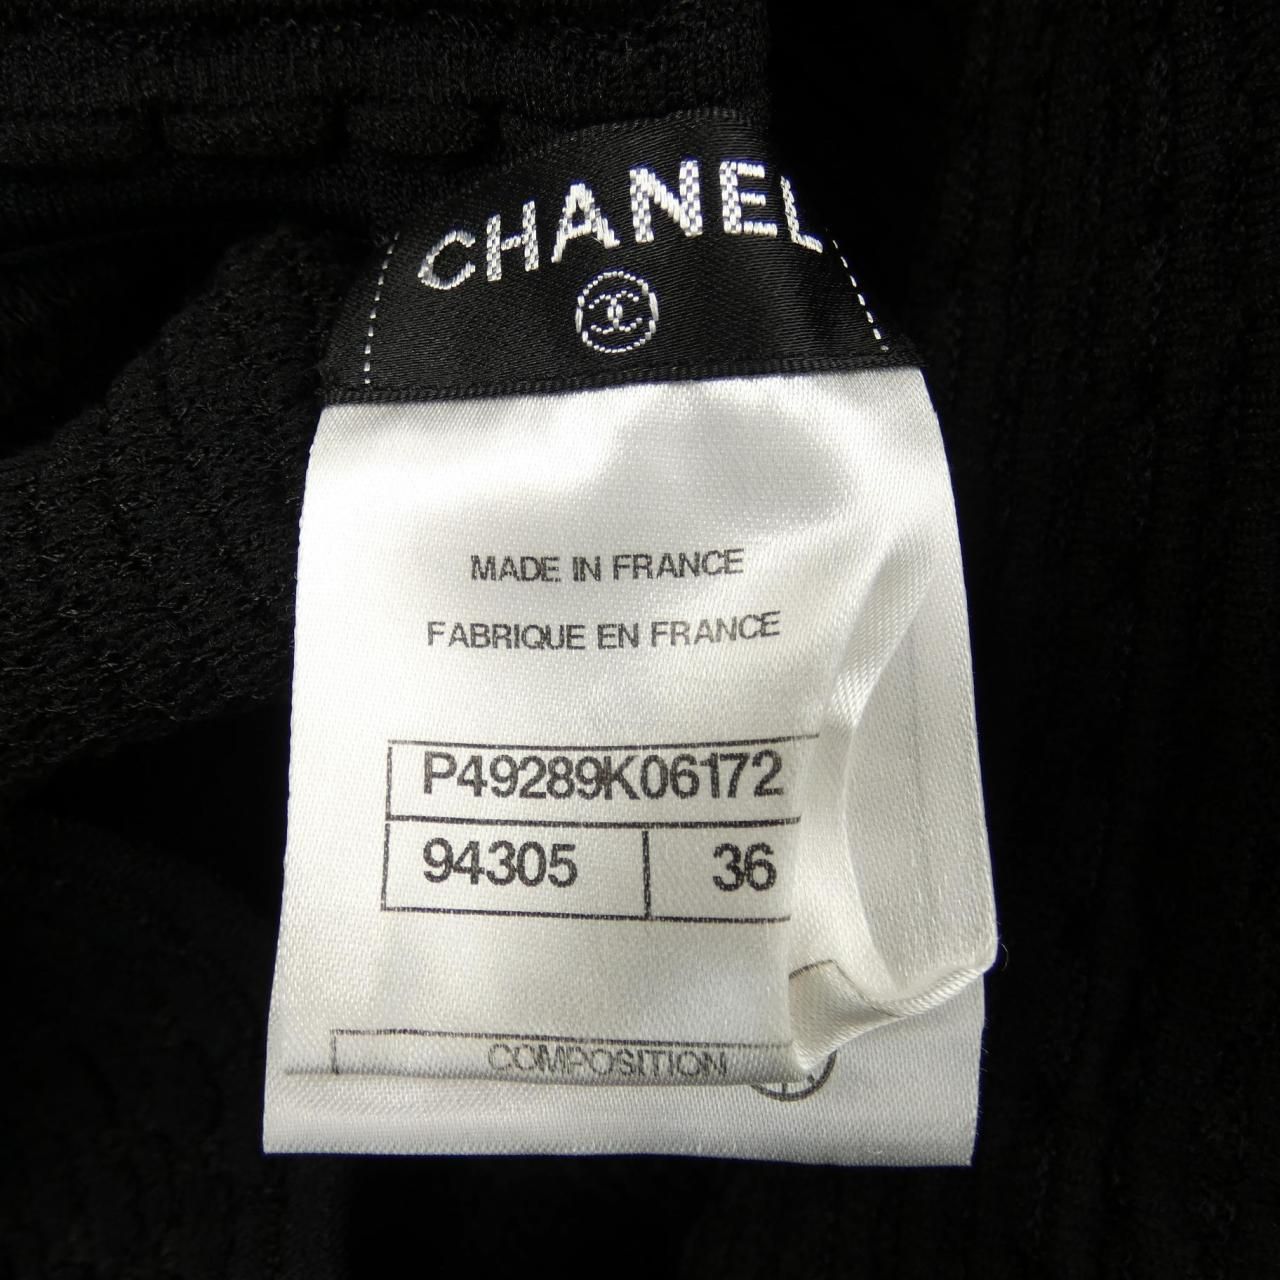 CHANEL
MADE IN FRANCE
FABRIQUE EN FRANCE
P49289K06172
94305 36
COMPOSITION